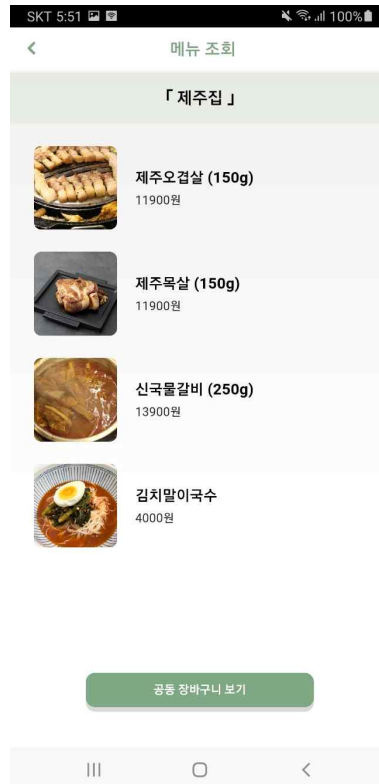 SKT 5:51 100%
메뉴 조회
「 제주집 」
제주오겹살 (150g)
11900원
제주목살 (150g)
11900원
신국물갈비 (250g)
13900원
김치말이국수
4000원
공동 장바구니 보기